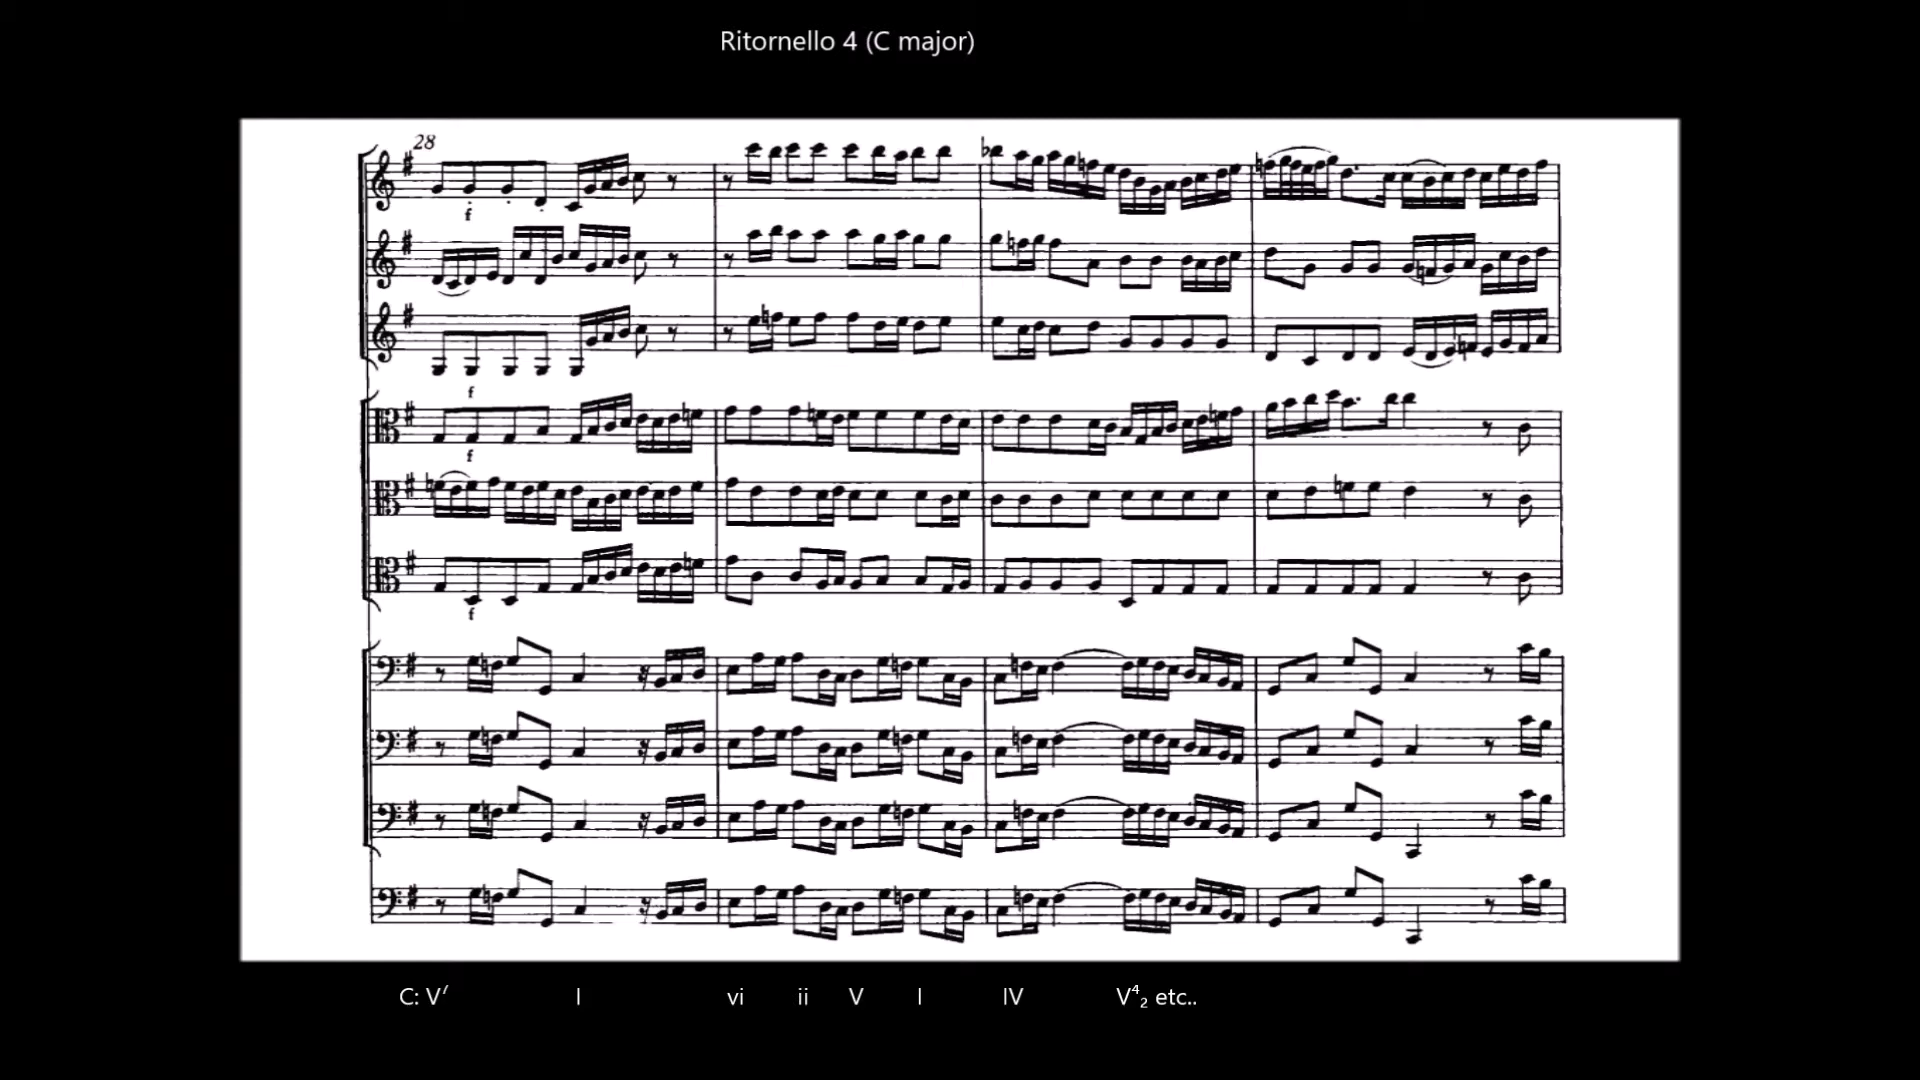 Ritornello 4 (C major)
28
f
f
f
f
C: V⁷ I vi ii V I IV V⁴₂ etc..